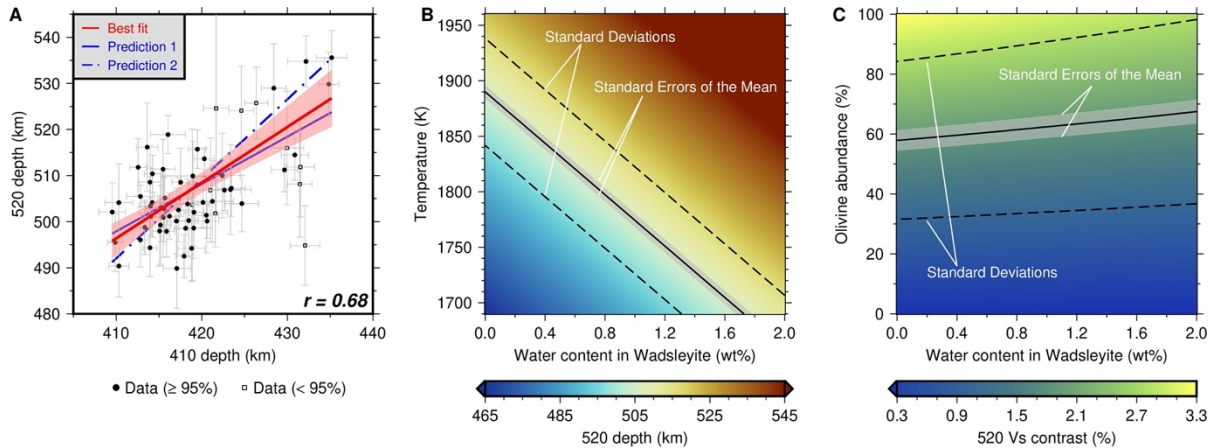 A
Best fit
Prediction 1
Prediction 2
540
530
520
510
500
490
480
520 depth (km)
r = 0.68
410
420
430
440
410 depth (km)
Data (≥ 95%)
Data (< 95%)
B
1950
1900
1850
1800
1750
1700
Temperature (K)
Standard Deviations
Standard Errors of the Mean
0.0
0.4
0.8
1.2
1.6
2.0
Water content in Wadsleyite (wt%)
465
485
505
525
545
520 depth (km)
C
100
80
60
40
20
0
Olivine abundance (%)
Standard Errors of the Mean
Standard Deviations
0.0
0.4
0.8
1.2
1.6
2.0
Water content in Wadsleyite (wt%)
0.3
0.9
1.5
2.1
2.7
3.3
520 Vs contrast (%)